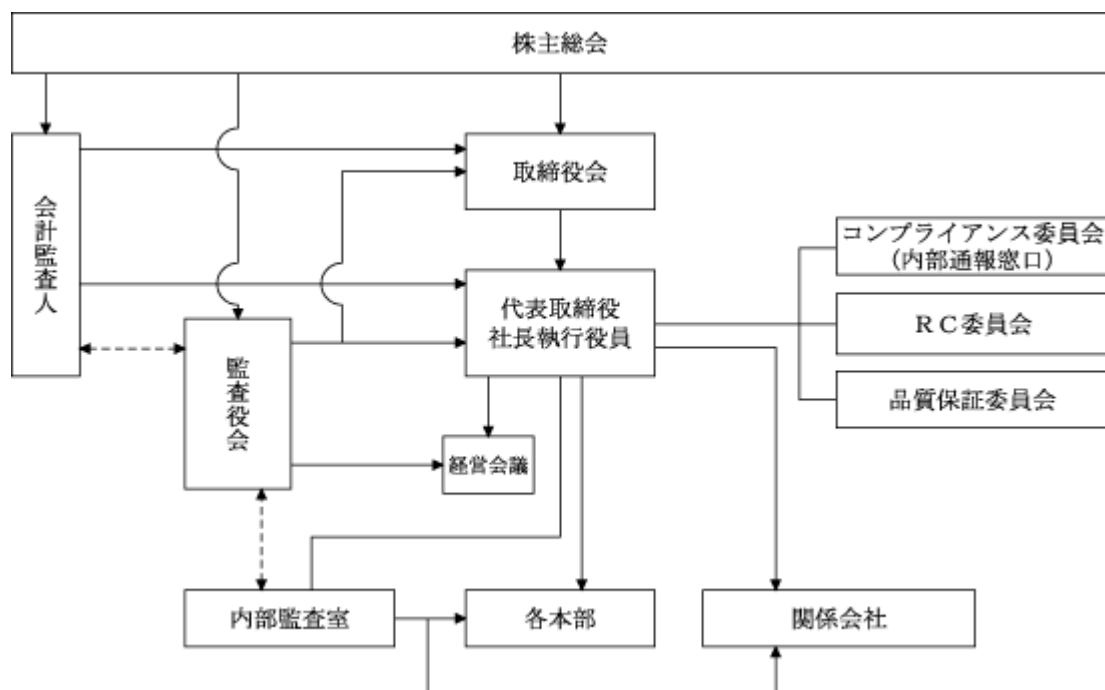 株主総会
会計監査人
取締役会
コンプライアンス委員会
(内部通報窓口)
代表取締役
社長執行役員
RC委員会
監査役会
品質保証委員会
経営会議
内部監査室
各本部
関係会社